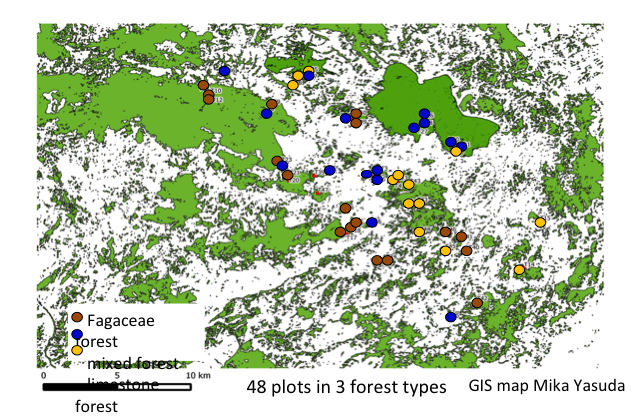 Fagaceae
forest
mixed forest
limestone
forest
0 5 10 km
48 plots in 3 forest types
GIS map Mika Yasuda